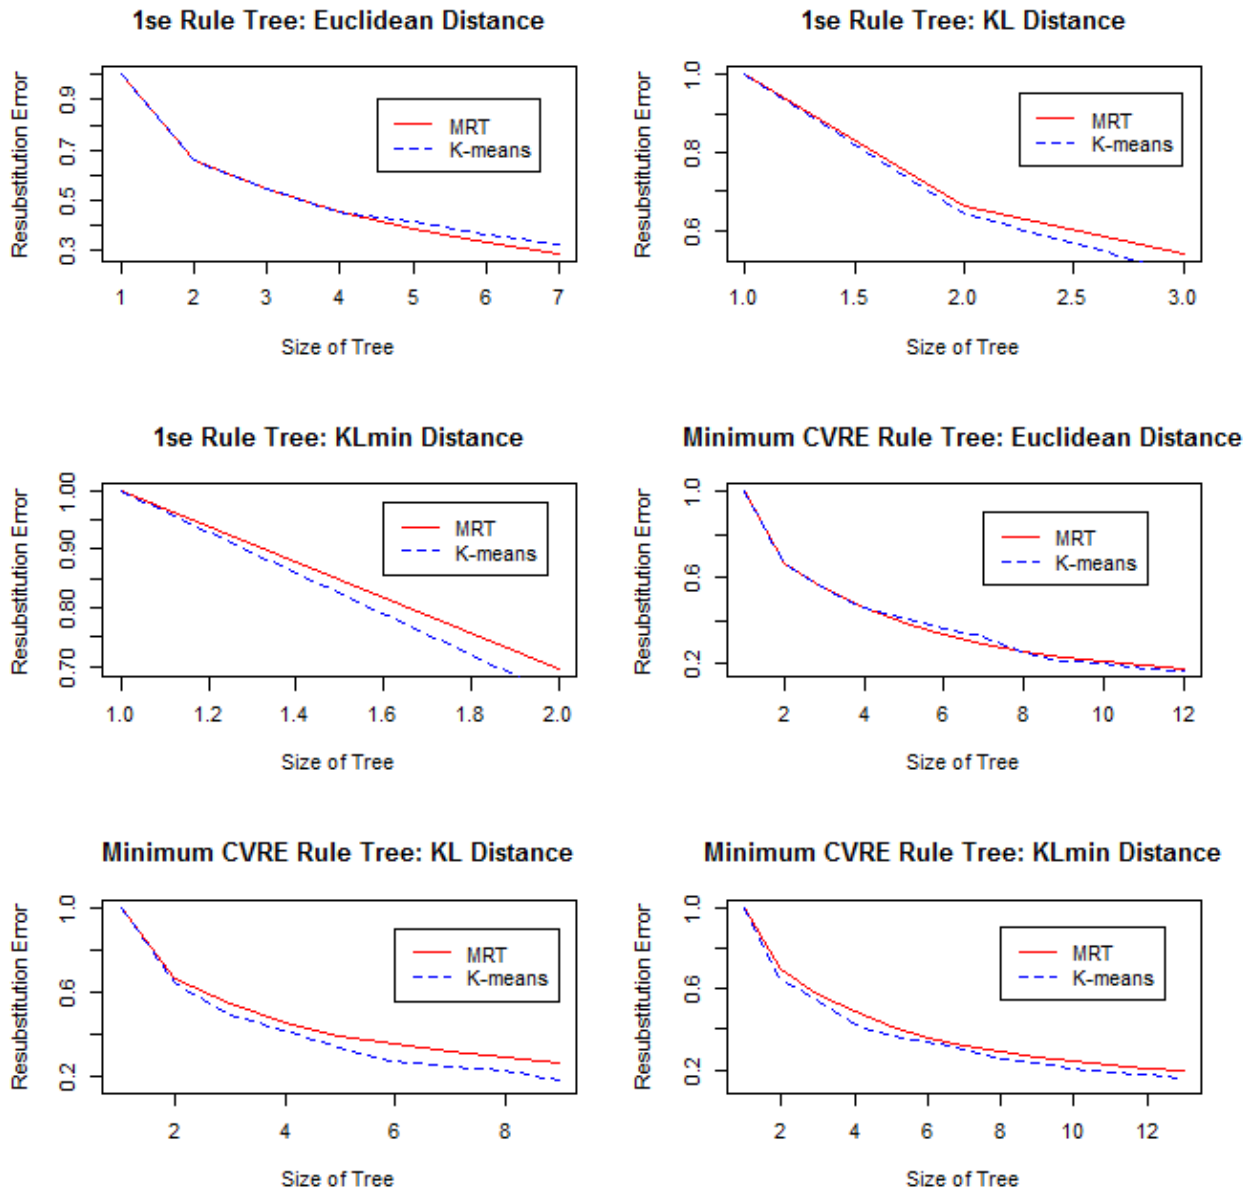 1se Rule Tree: Euclidean Distance
Resubstitution Error
0.3 0.5 0.7 0.9
MRT
K-means
1 2 3 4 5 6 7
Size of Tree
1se Rule Tree: KL Distance
Resubstitution Error
0.6 0.8 1.0
MRT
K-means
1.0 1.5 2.0 2.5 3.0
Size of Tree
1se Rule Tree: KLmin Distance
Resubstitution Error
0.70 0.80 0.90 1.00
MRT
K-means
1.0 1.2 1.4 1.6 1.8 2.0
Size of Tree
Minimum CVRE Rule Tree: Euclidean Distance
Resubstitution Error
0.2 0.6 1.0
MRT
K-means
2 4 6 8 10 12
Size of Tree
Minimum CVRE Rule Tree: KL Distance
Resubstitution Error
0.2 0.6 1.0
MRT
K-means
2 4 6 8
Size of Tree
Minimum CVRE Rule Tree: KLmin Distance
Resubstitution Error
0.2 0.6 1.0
MRT
K-means
2 4 6 8 10 12
Size of Tree